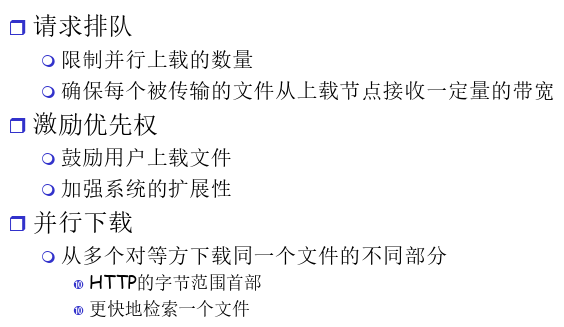 请求排队
限制并行上载的数量
确保每个被传输的文件从上载节点接收一定量的带宽
激励优先权
鼓励用户上载文件
加强系统的扩展性
并行下载
从多个对等方下载同一个文件的不同部分
HTTP的字节范围首部
更快地检索一个文件